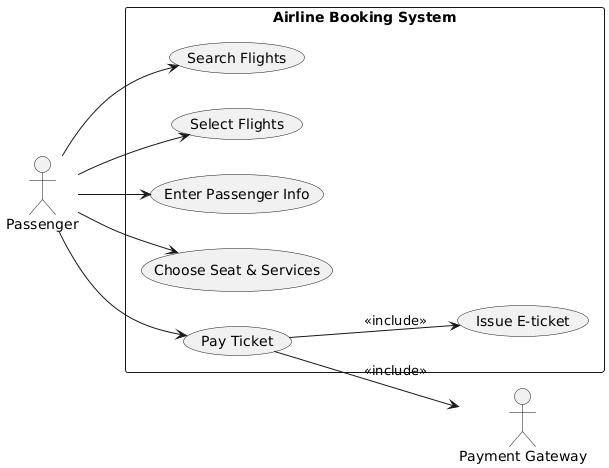 Airline Booking System
Search Flights
Select Flights
Enter Passenger Info
Passenger
Choose Seat & Services
«include»
Issue E-ticket
Pay Ticket
«include»
Payment Gateway